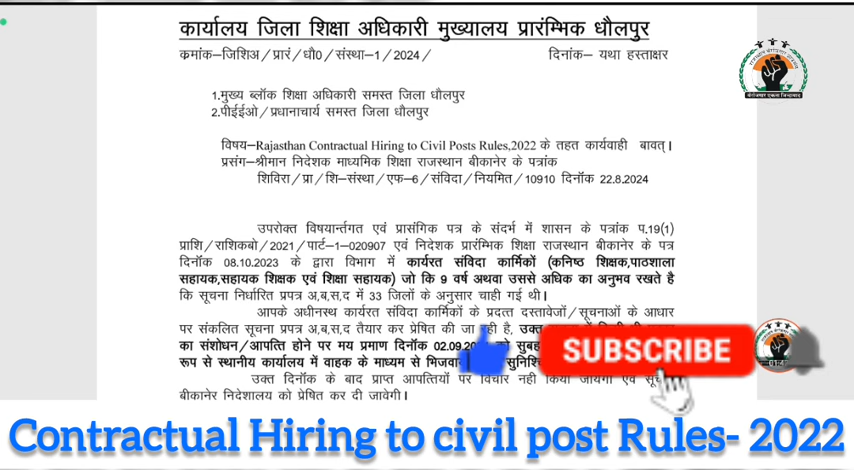 कार्यालय जिला शिक्षा अधिकारी मुख्यालय प्रारंम्भिक धौलपुर
कमांक–जिशिअ/प्रारं/धौ0/संस्था–1/2024/ दिनांक– यथा हस्ताक्षर
1.मुख्य ब्लॉक शिक्षा अधिकारी समस्त जिला धौलपुर
2.पीईईओ/प्रधानाचार्य समस्त जिला धौलपुर
विषय–Rajasthan Contractual Hiring to Civil Posts Rules,2022 के तहत कार्यवाही बावत्।
प्रसंग–श्रीमान निदेशक माध्यमिक शिक्षा राजस्थान बीकानेर के पत्रांक
शिविरा/प्रा/शि–संस्था/एफ–6/संविदा/नियमित/10910 दिनॉक 22.8.2024
उपरोक्त विषयार्न्तगत एवं प्रासंगिक पत्र के संदर्भ में शासन के पत्रांक प.19(1)
प्राशि/राशिकबो/2021/पार्ट–1–020907 एवं निदेशक प्रारम्भिक शिक्षा राजस्थान बीकानेर के पत्र
दिनॉक 08.10.2023 के द्वारा विभाग में कार्यरत संविदा कार्मिकों (कनिष्ठ शिक्षक,पाठशाला
सहायक,सहायक शिक्षक एवं शिक्षा सहायक) जो कि 9 वर्ष अथवा उससे अधिक का अनुभव रखते है
कि सूचना निर्धारित प्रपत्र अ,ब,स,द में 33 जिलों के अनुसार चाही गई थी।
आपके अधीनस्थ कार्यरत संविदा कार्मिकों के प्रदत्त दस्तावेजों/सूचनाओं के आधार
पर संकलित सूचना प्रपत्र अ,ब,स,द तैयार कर प्रेषित की जा रही है, उक्त
का संशोधन/आपत्ति होने पर मय प्रमाण दिनॉक 02.09. को सुबह
रूप से स्थानीय कार्यालय में वाहक के माध्यम से
उक्त दिनॉक के बाद प्राप्त आपत्तियों पर विचार नही किया जायेगा एवं
बीकानेर निदेशालय को प्रेषित कर दी जावेगी।
SUBSCRIBE
Contractual Hiring to civil post Rules- 2022